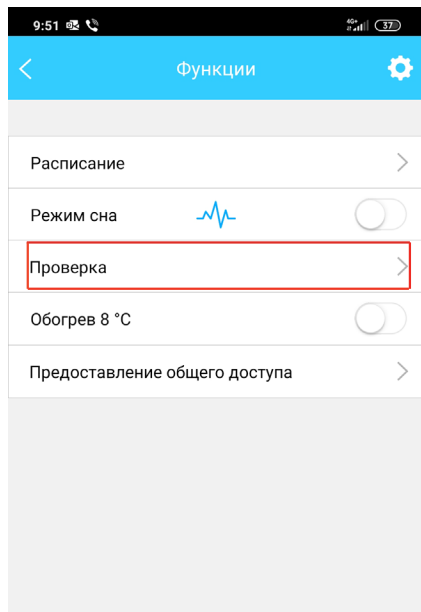 9:51
4G+
37
Функции
Расписание
Режим сна
Проверка
Обогрев 8 °C
Предоставление общего доступа